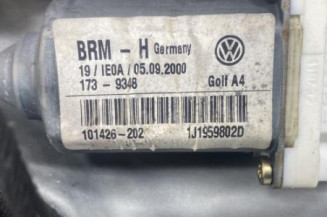 BRM - H Germany
19 / IE0A / 05.09.2000
173 - 9348 Golf A4
101426-202 1J1959802D